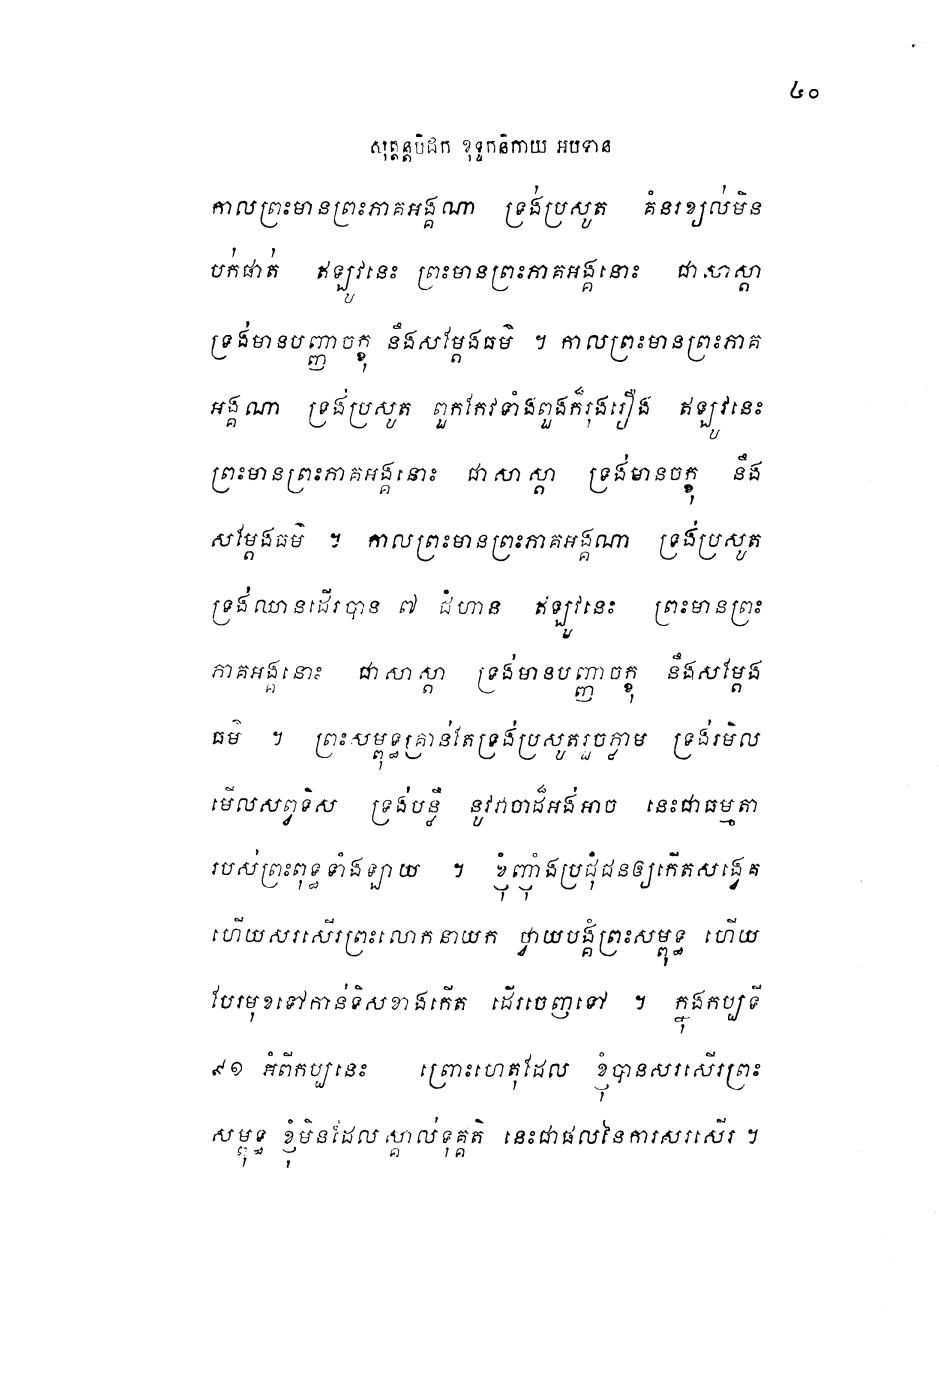 ៤០
សុត្តន្តបិដក ខុទ្ទកនិកាយ អបទាន
កាលព្រះមានព្រះភាគអង្គណា ទ្រង់ប្រសូត គំនរខ្យល់មិន
បក់ផាត់ ឥឡូវនេះ ព្រះមានព្រះភាគអង្គនោះ ជាសាស្តា
ទ្រង់មានបញ្ញាចក្ខុ នឹងសម្តែងធម៌ ។ កាលព្រះមានព្រះភាគ
អង្គណា ទ្រង់ប្រសូត ពួកកែវទាំងពួងក៏រុងរឿង ឥឡូវនេះ
ព្រះមានព្រះភាគអង្គនោះ ជាសាស្តា ទ្រង់មានចក្ខុ នឹង
សម្តែងធម៌ ។ កាលព្រះមានព្រះភាគអង្គណា ទ្រង់ប្រសូត
ទ្រង់ឈានដើរបាន ៧ ជំហាន ឥឡូវនេះ ព្រះមានព្រះ
ភាគអង្គនោះ ជាសាស្តា ទ្រង់មានបញ្ញាចក្ខុ នឹងសម្តែង
ធម៌ ។ ព្រះសម្ពុទ្ធគ្រាន់តែទ្រង់ប្រសូតរួចភ្លាម ទ្រង់រមិល
មើលសព្វទិស ទ្រង់បន្លឺ នូវវាចាដ៏អង់អាច នេះជាធម្មតា
របស់ព្រះពុទ្ធទាំងឡាយ ។ ខ្ញុំញ៉ាំងប្រជុំជនឲ្យកើតសង្វេគ
ហើយសរសើរព្រះលោកនាយក ថ្វាយបង្គំព្រះសម្ពុទ្ធ ហើយ
បែរមុខទៅកាន់ទិសខាងកើត ដើរចេញទៅ ។ ក្នុងកប្បទី
៩១ អំពីកប្បនេះ ព្រោះហេតុដែល ខ្ញុំបានសរសើរព្រះ
សម្ពុទ្ធ ខ្ញុំមិនដែលស្គាល់ទុគ្គតិ នេះជាផលនៃការសរសើរ ។